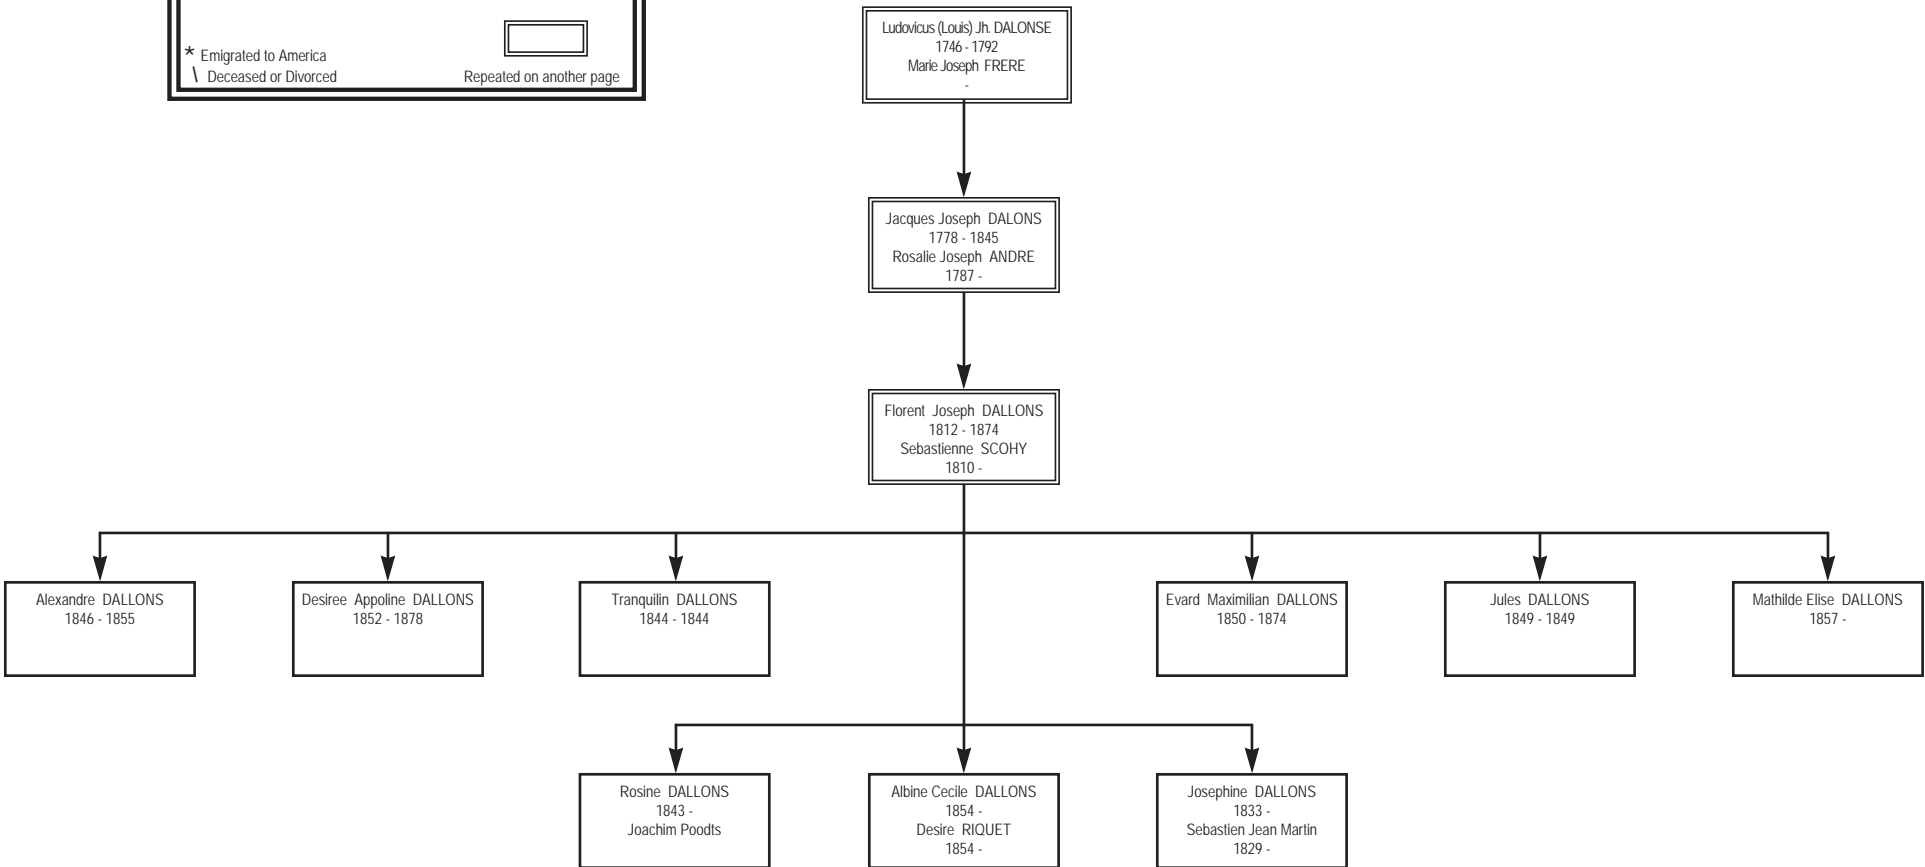 * Emigrated to America
\ Deceased or Divorced
Repeated on another page
Ludovicus (Louis) Jh. DALONSE
1746 - 1792
Marie Joseph FRERE
-
Jacques Joseph DALONS
1778 - 1845
Rosalie Joseph ANDRE
1787 -
Florent Joseph DALLONS
1812 - 1874
Sebastienne SCOHY
1810 -
Alexandre DALLONS
1846 - 1855
Desiree Appoline DALLONS
1852 - 1878
Tranquilin DALLONS
1844 - 1844
Evard Maximilian DALLONS
1850 - 1874
Jules DALLONS
1849 - 1849
Mathilde Elise DALLONS
1857 -
Rosine DALLONS
1843 -
Joachim Poodts
Albine Cecile DALLONS
1854 -
Desire RIQUET
1854 -
Josephine DALLONS
1833 -
Sebastien Jean Martin
1829 -